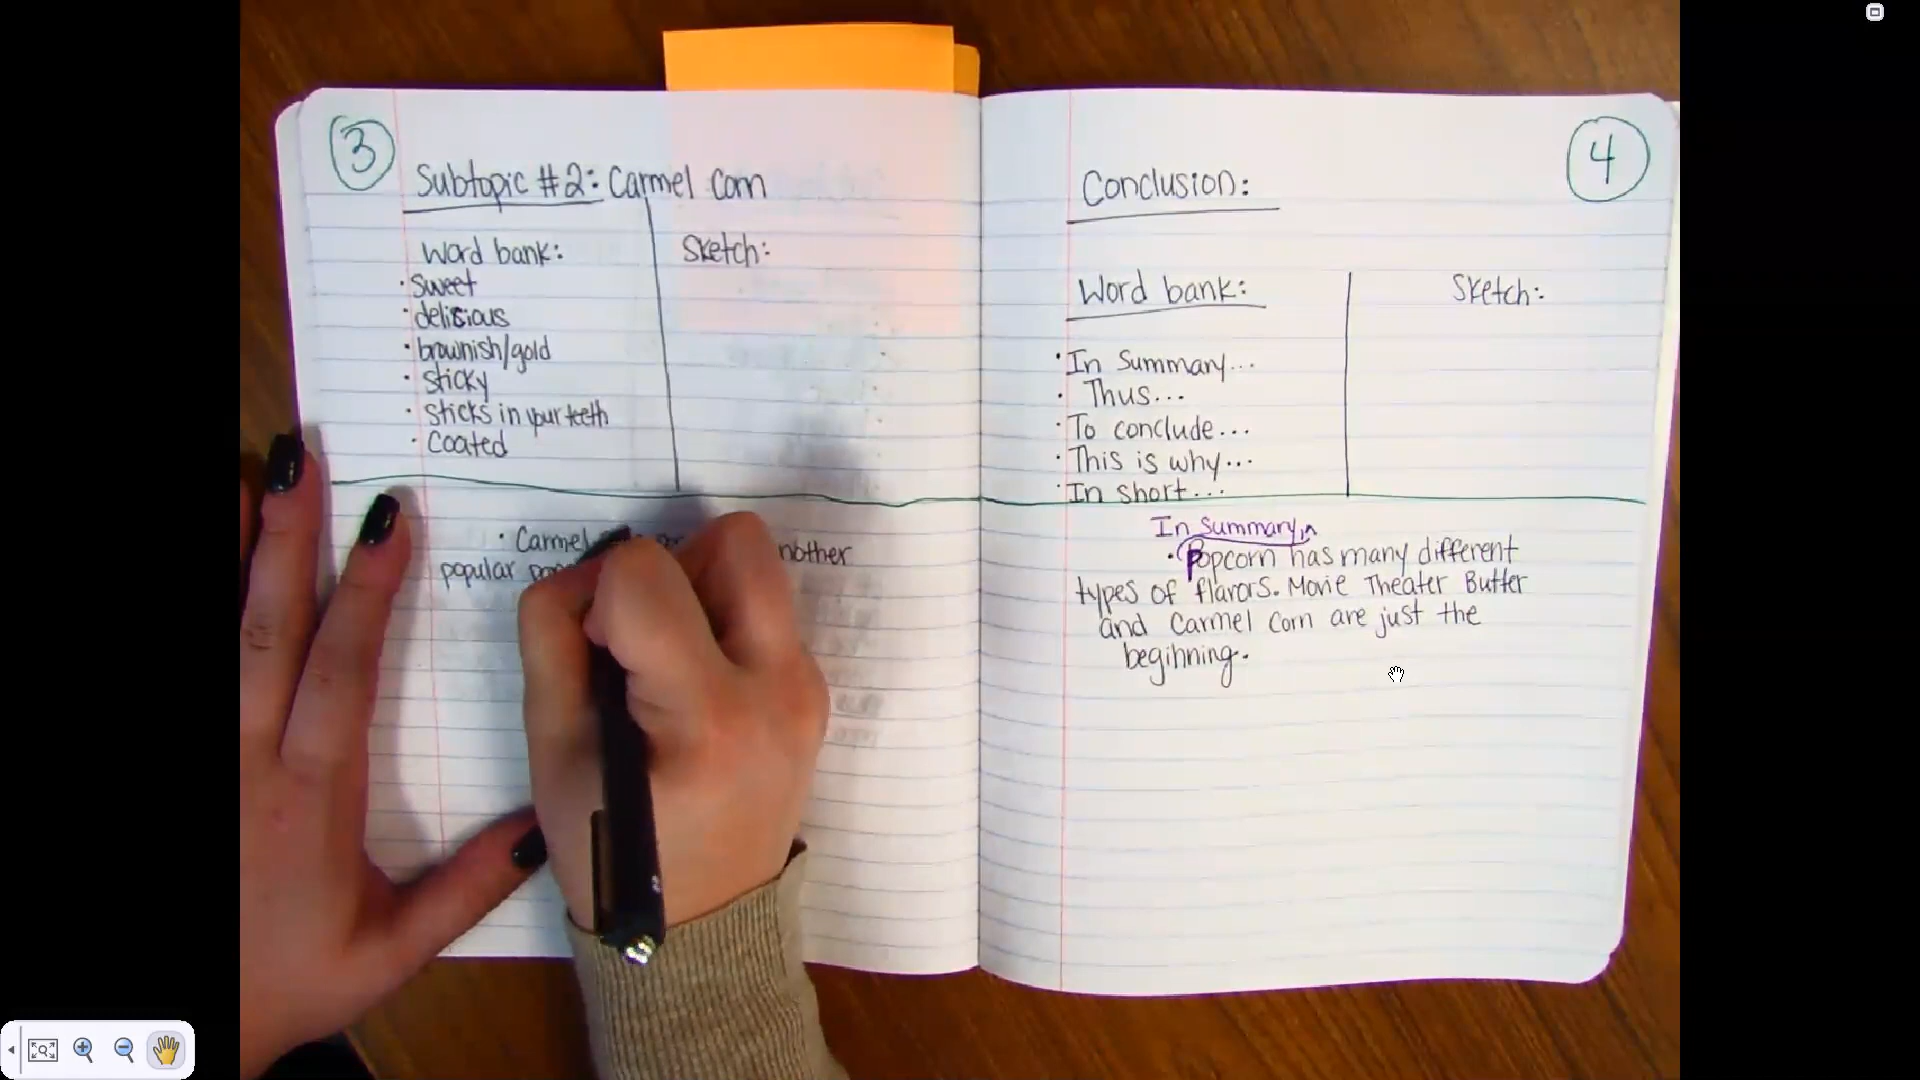 3
Subtopic #2: Carmel Corn
Word bank:
Sketch:
• sweet
• delicious
• brownish/gold
• sticky
• sticks in your teeth
• Coated
• Carmel another
popular
4
Conclusion:
Word bank:
Sketch:
• In Summary...
• Thus...
• To conclude...
• This is why...
• In short...
In summary,
• Popcorn has many different
types of flavors. Movie Theater Butter
and Carmel Corn are just the
beginning.